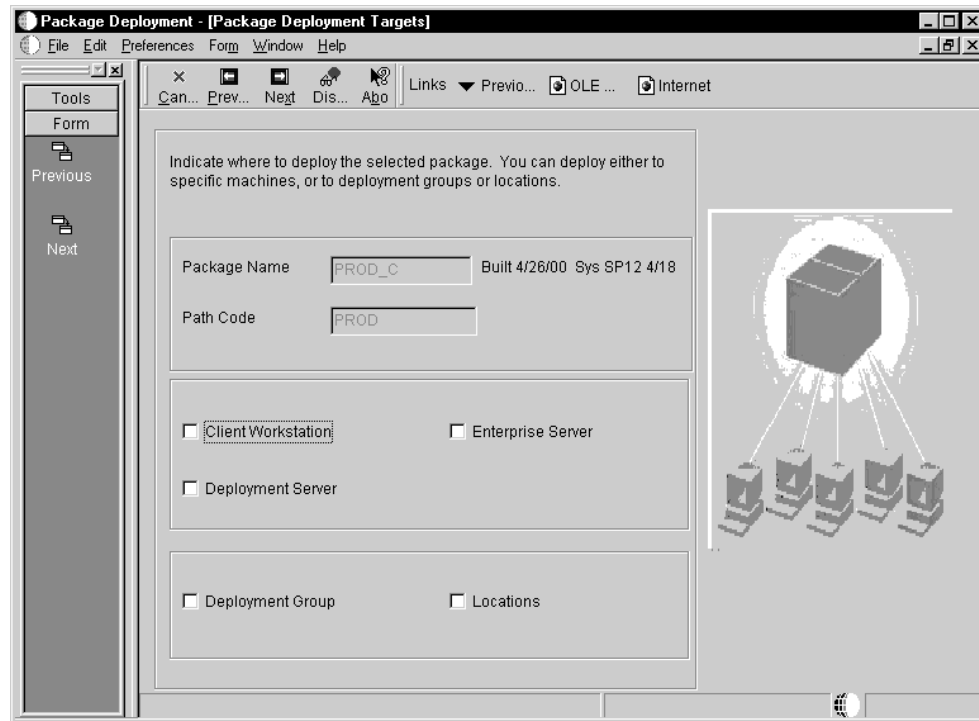 Package Deployment - [Package Deployment Targets]
File Edit Preferences Form Window Help
Tools
Form
Previous
Next
Can... Prev... Next Dis... Abo Links Previo... OLE ... Internet
Indicate where to deploy the selected package. You can deploy either to
specific machines, or to deployment groups or locations.
Package Name PROD_C Built 4/26/00 Sys SP12 4/18
Path Code PROD
Client Workstation Enterprise Server
Deployment Server
Deployment Group Locations